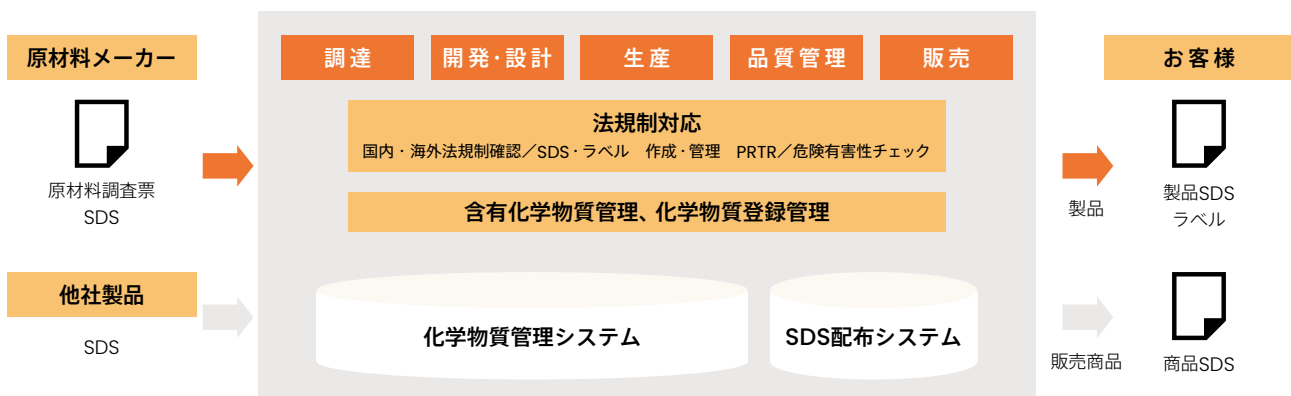 原材料メーカー
原材料調査票
SDS
他社製品
SDS
調達
開発・設計
生産
品質管理
販売
法規制対応
国内・海外法規制確認／SDS・ラベル 作成・管理 PRTR／危険有害性チェック
含有化学物質管理、化学物質登録管理
化学物質管理システム
SDS配布システム
製品
販売商品
お客様
製品SDS
ラベル
商品SDS